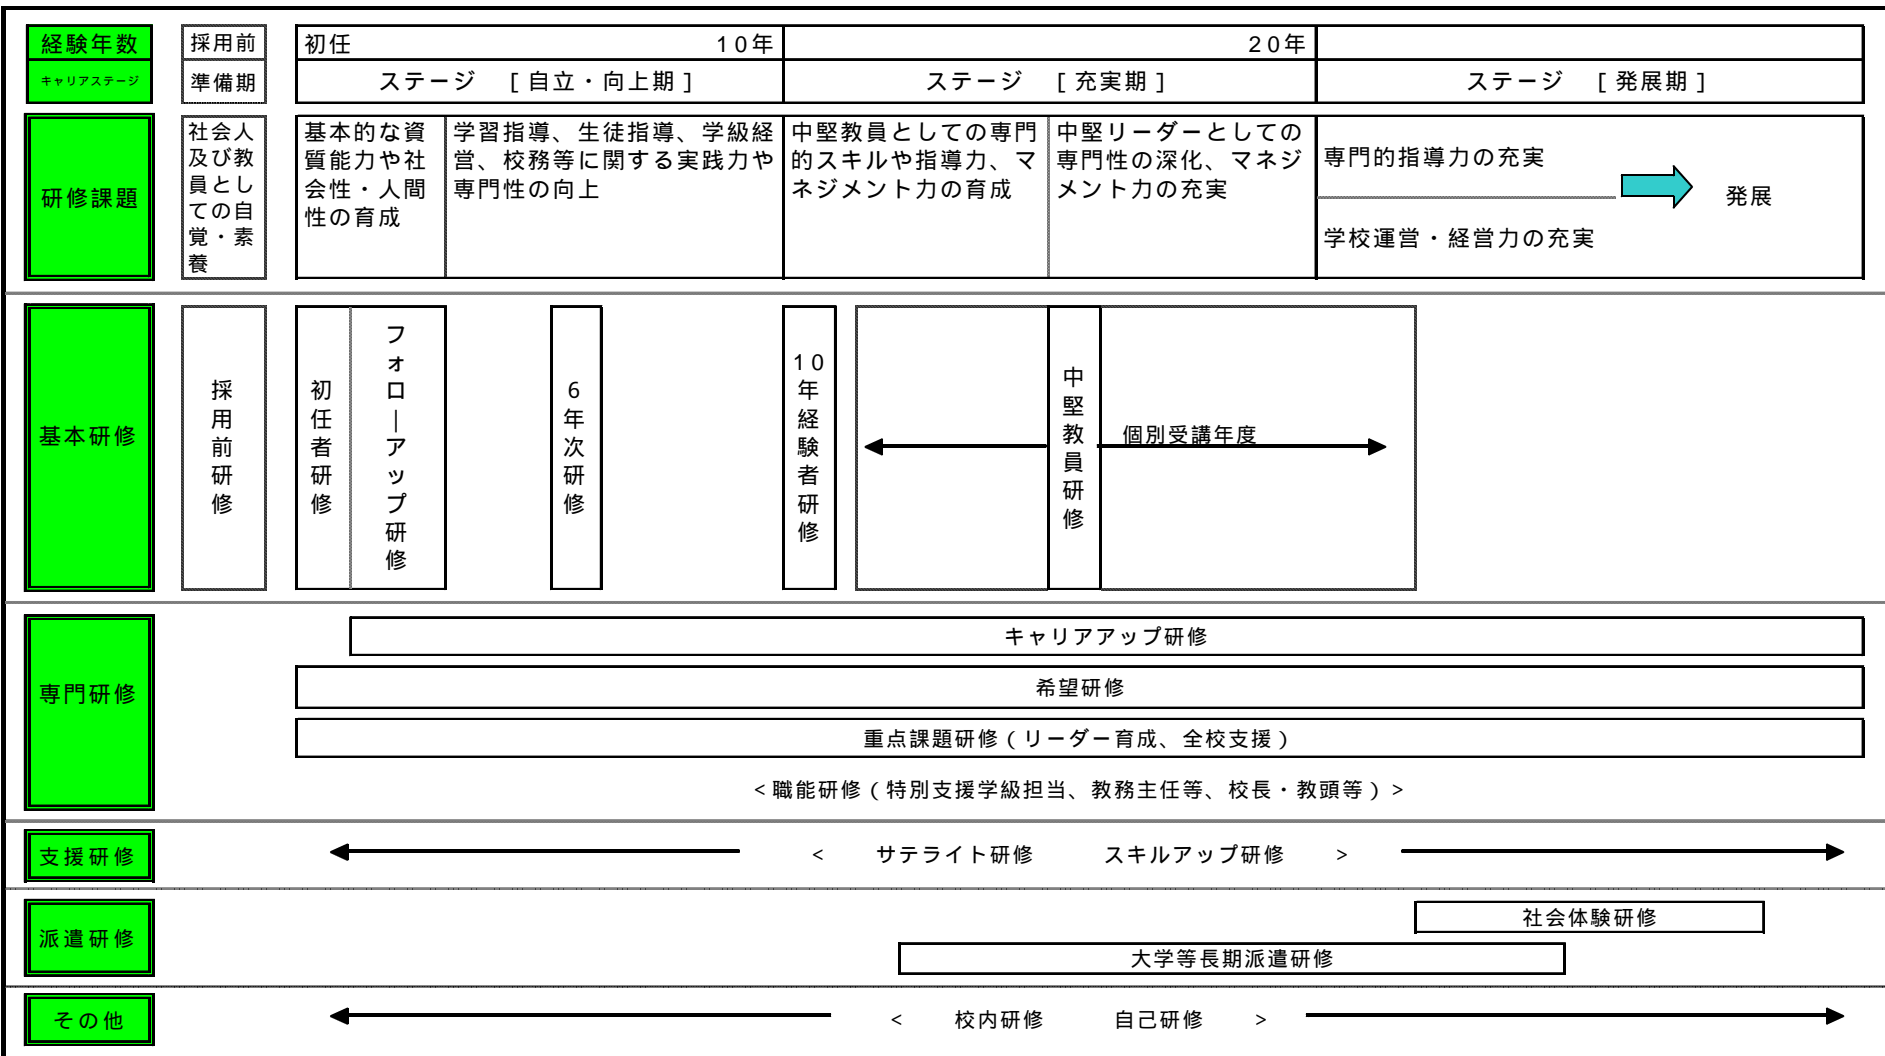 経験年数
採用前
初任
10年
20年
キャリアステージ
準備期
ステージ [自立・向上期]
ステージ [充実期]
ステージ [発展期]
研修課題
社会人
及び教
員とし
ての自
覚・素
養
基本的な資
質能力や社
会性・人間
性の育成
学習指導、生徒指導、学級経
営、校務等に関する実践力や
専門性の向上
中堅教員としての専門
的スキルや指導力、マ
ネジメント力の育成
中堅リーダーとしての
専門性の深化、マネジ
メント力の充実
専門的指導力の充実
学校運営・経営力の充実
発展
基本研修
採用前研修
初任者研修
フォローアップ研修
6年次研修
10年経験者研修
中堅教員研修
個別受講年度
専門研修
キャリアアップ研修
希望研修
重点課題研修(リーダー育成、全校支援)
<職能研修(特別支援学級担当、教務主任等、校長・教頭等)>
支援研修
< サテライト研修 スキルアップ研修 >
派遣研修
社会体験研修
大学等長期派遣研修
その他
< 校内研修 自己研修 >